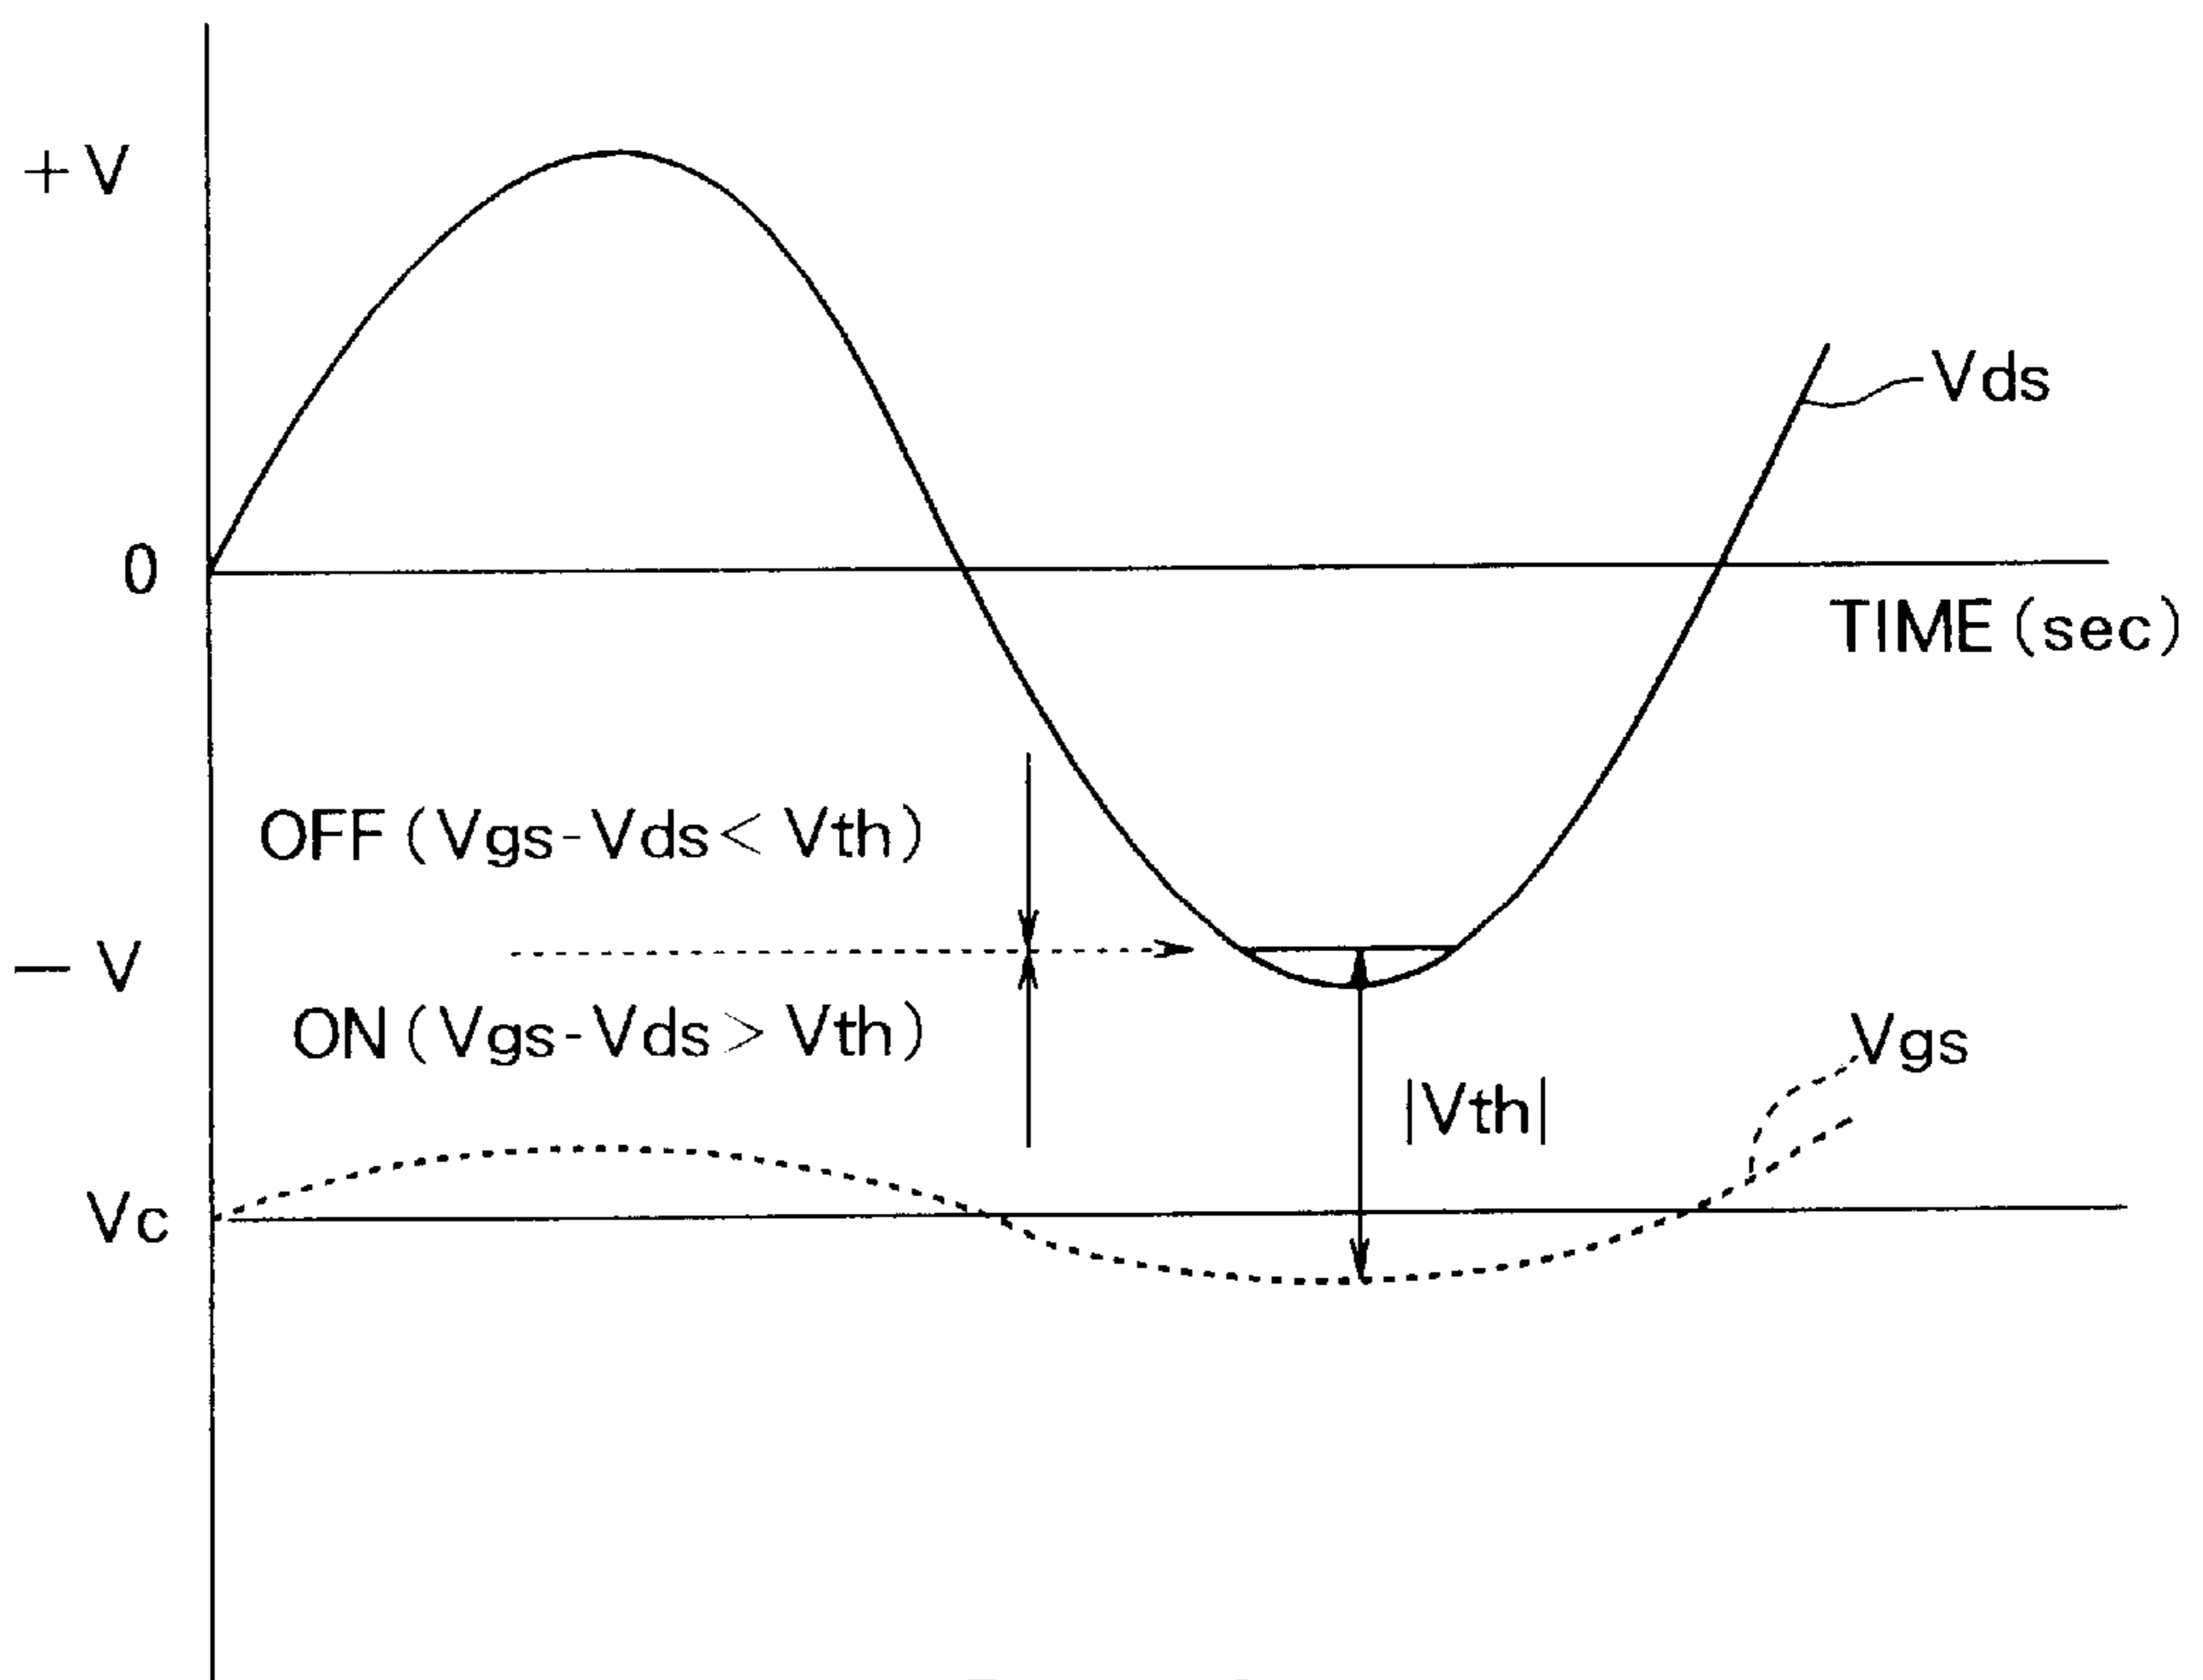 +V
Vds
0
TIME (sec)
OFF (Vgs-Vds< Vth)
− V
ON (Vgs-Vds> Vth)
Vgs
|Vth|
Vc